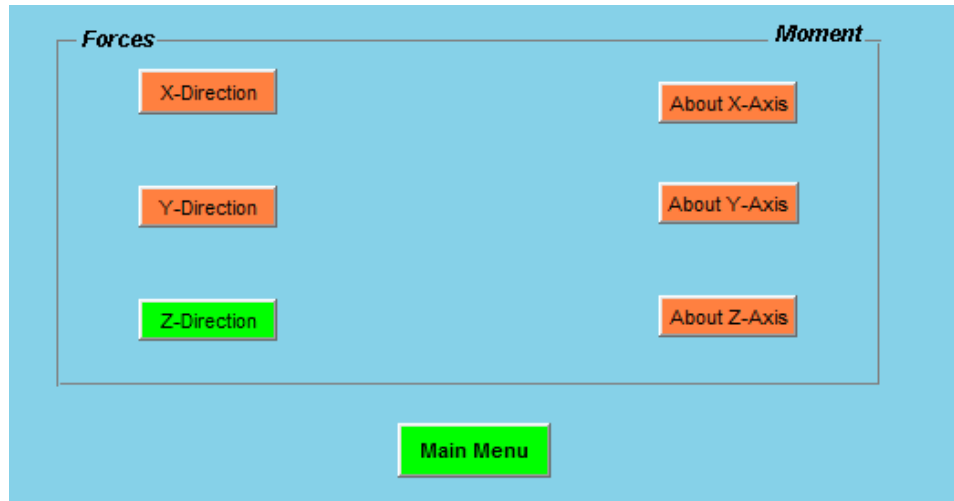 Forces
Moment
X-Direction
About X-Axis
Y-Direction
About Y-Axis
Z-Direction
About Z-Axis
Main Menu